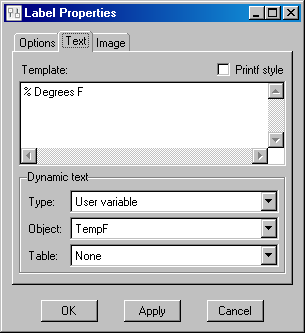 Label Properties
Options Text Image
Template: Printf style
% Degrees F
Dynamic text
Type: User variable
Object: TempF
Table: None
OK Apply Cancel